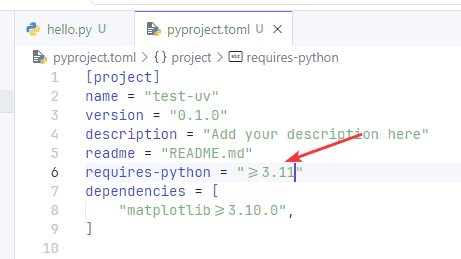 hello.py U
pyproject.toml U ×
pyproject.toml > {} project > requires-python
1 [project]
2 name = "test-uv"
3 version = "0.1.0"
4 description = "Add your description here"
5 readme = "README.md"
6 requires-python = ">=3.11"
7 dependencies = [
8 "matplotlib>=3.10.0",
9 ]
10